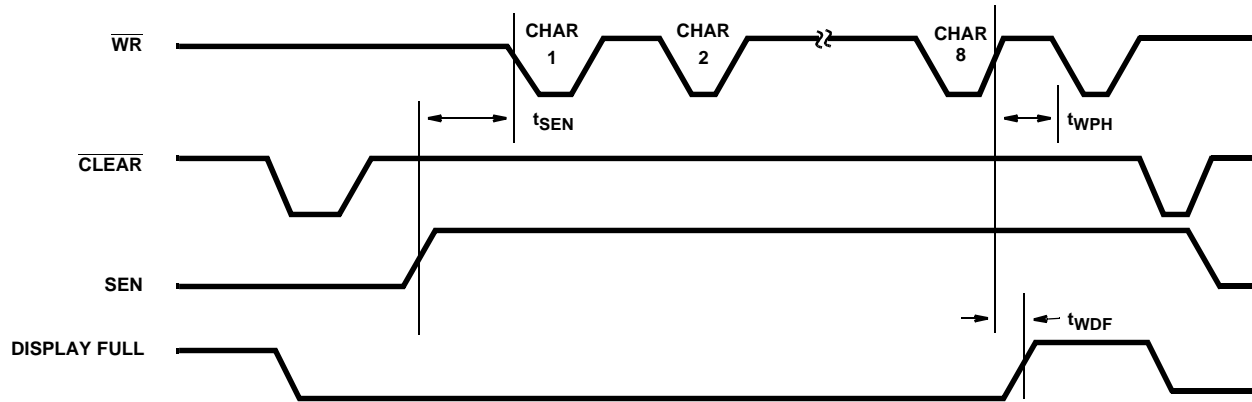 WR
CHAR
1
CHAR
2
CHAR
8
tSEN
tWPH
CLEAR
SEN
tWDF
DISPLAY FULL